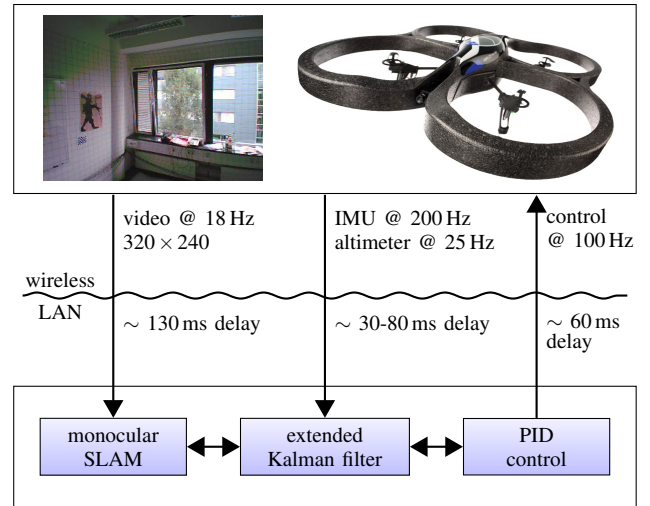 video @ 18 Hz
320 × 240
IMU @ 200 Hz
altimeter @ 25 Hz
control
@ 100 Hz
wireless
LAN
∼ 130 ms delay
∼ 30-80 ms delay
∼ 60 ms
delay
monocular
SLAM
extended
Kalman filter
PID
control